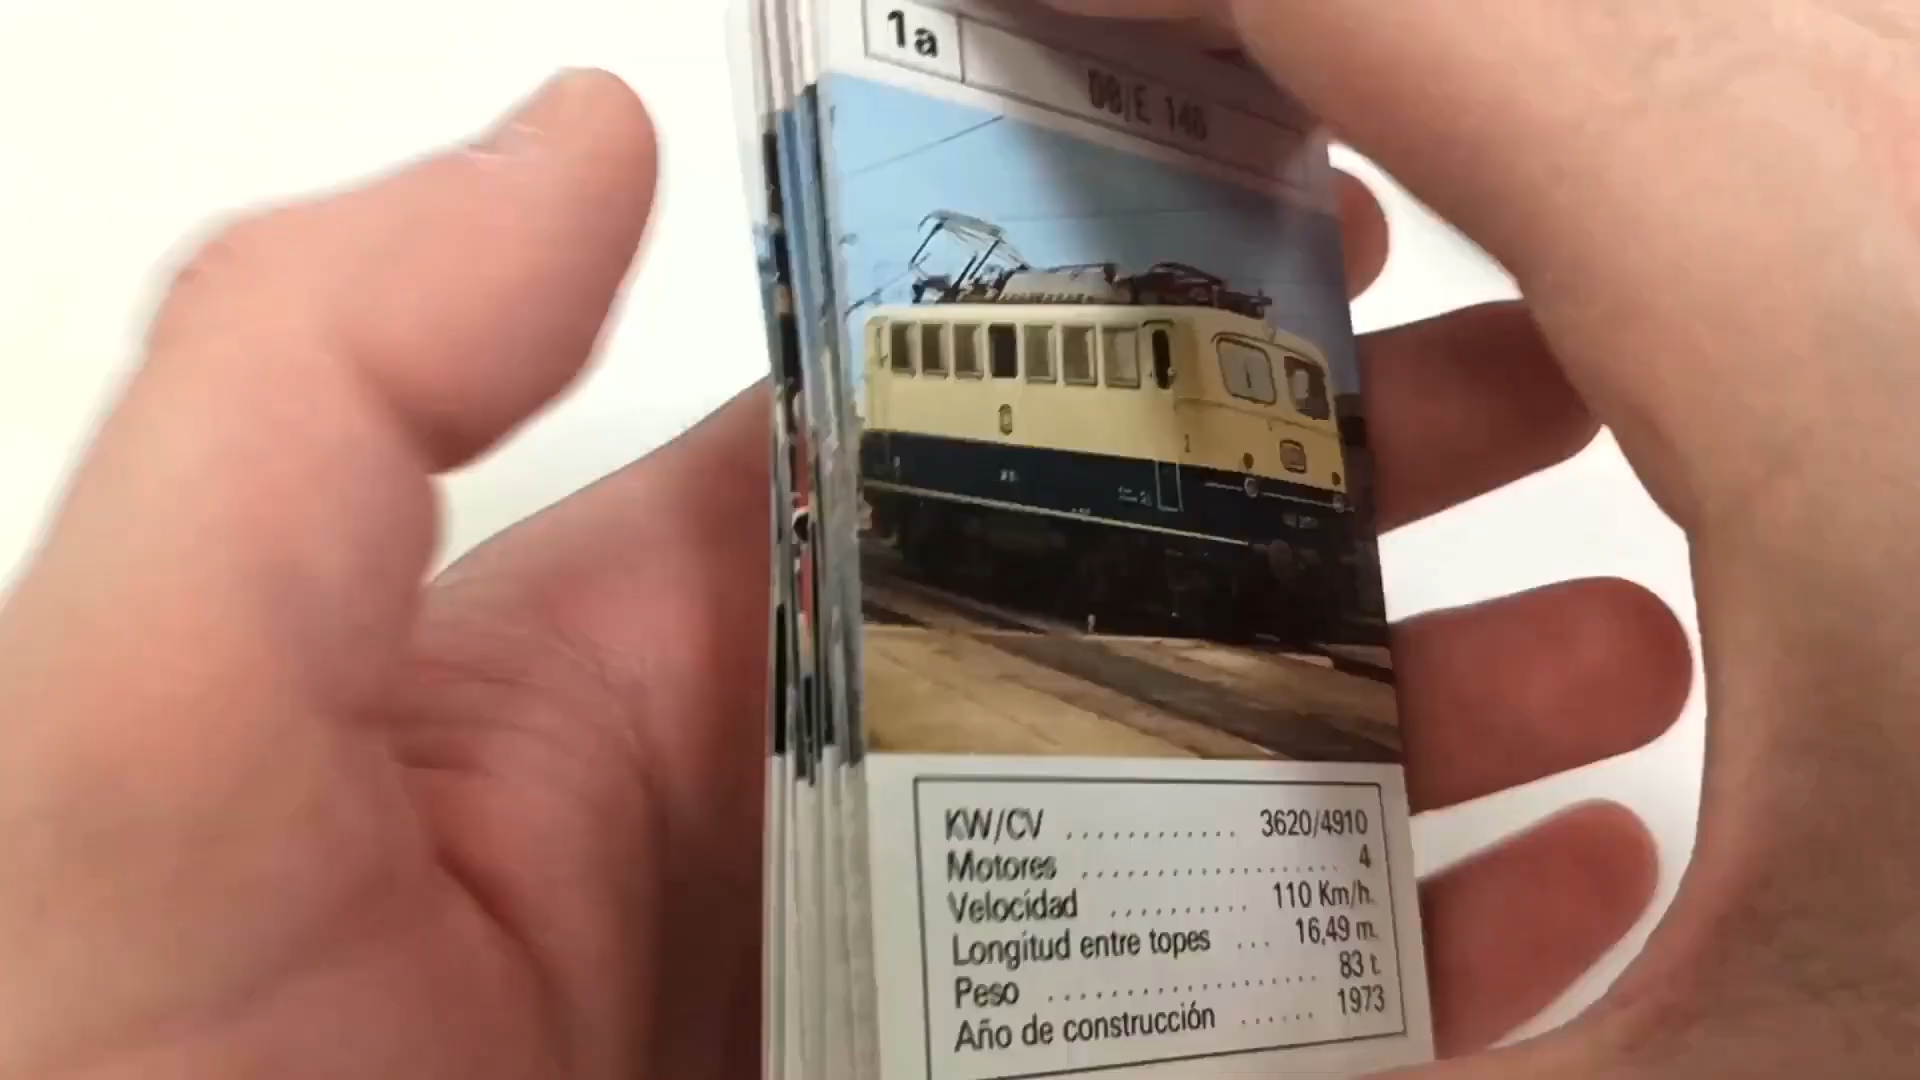 1a
DB/E 140
KW/CV ............ 3620/4910
Motores .................. 4
Velocidad .......... 110 Km/h.
Longitud entre topes ... 16,49 m.
Peso .................. 83 t.
Año de construcción ...... 1973